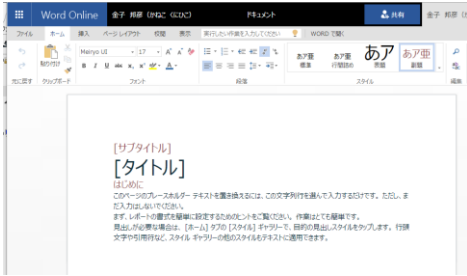 Word Online 金子 邦彦 (かねこ くにひこ) ドキュメント 共有 金子 邦彦
ファイル ホーム 挿入 ページ レイアウト 校閲 表示 実行したい作業を入力してください WORD で開く
貼り付け Meiryo UI 17
B I U abc x₂ x² A
あア亜 あア亜 あア あア亜
標準 行間詰め 表題 副題
元に戻す クリップボード フォント 段落 スタイル 編集
[サブタイトル]
[タイトル]
はじめに
このページのプレースホルダー テキストを置き換えるには、この文字列を選んで入力するだけです。ただし、ま
だ入力はしないでください。
まず、レポートの書式を簡単に設定するためのヒントをご覧ください。作業はとても簡単です。
見出しが必要な場合は、[ホーム] タブの [スタイル] ギャラリーで、目的の見出しスタイルをタップします。行頭
文字や引用符など、スタイル ギャラリーの他のスタイルもテキストに適用できます。